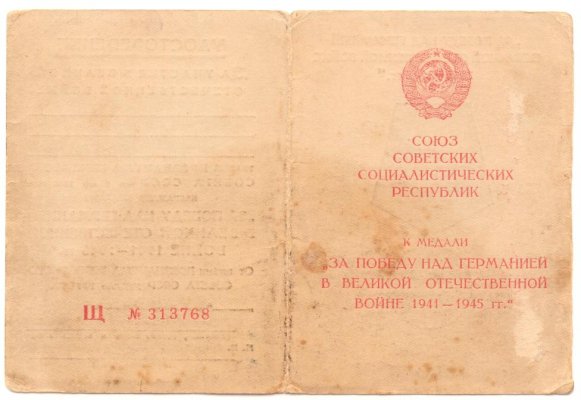 Щ № 313768
СОЮЗ
СОВЕТСКИХ
СОЦИАЛИСТИЧЕСКИХ
РЕСПУБЛИК
К МЕДАЛИ
„ЗА ПОБЕДУ НАД ГЕРМАНИЕЙ
В ВЕЛИКОЙ ОТЕЧЕСТВЕННОЙ
ВОЙНЕ 1941—1945 гг.“